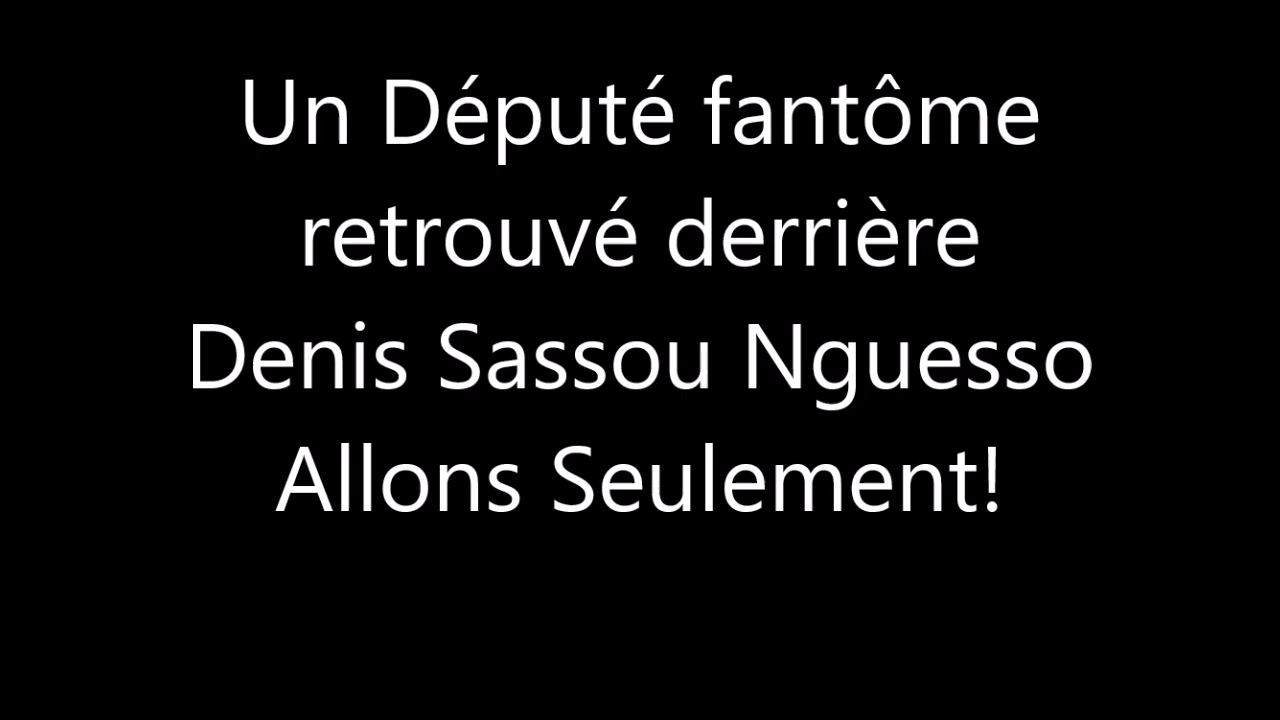 Un Député fantôme
retrouvé derrière
Denis Sassou Nguesso
Allons Seulement!